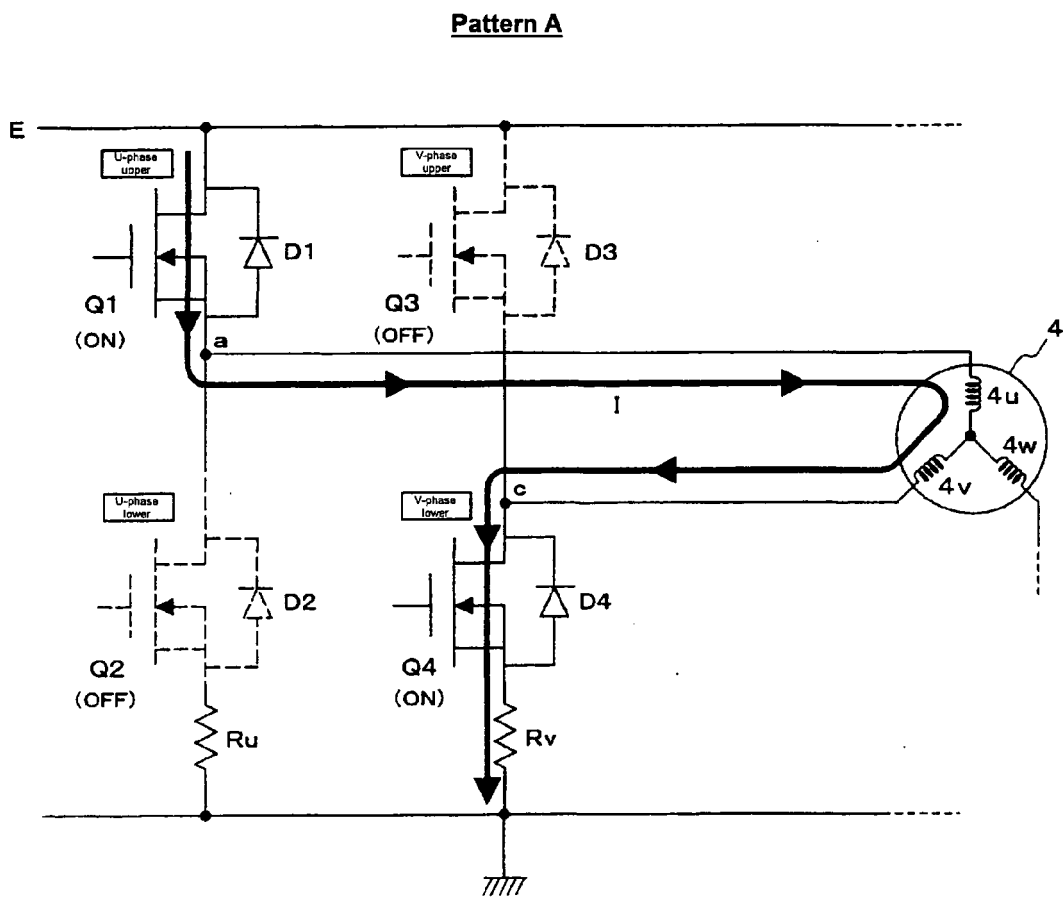 Pattern A
E
U-phase
upper
V-phase
upper
D1
D3
Q1
(ON)
Q3
(OFF)
a
4
I
4u
4w
4v
U-phase
lower
V-phase
lower
c
D2
D4
Q2
(OFF)
Q4
(ON)
Ru
Rv